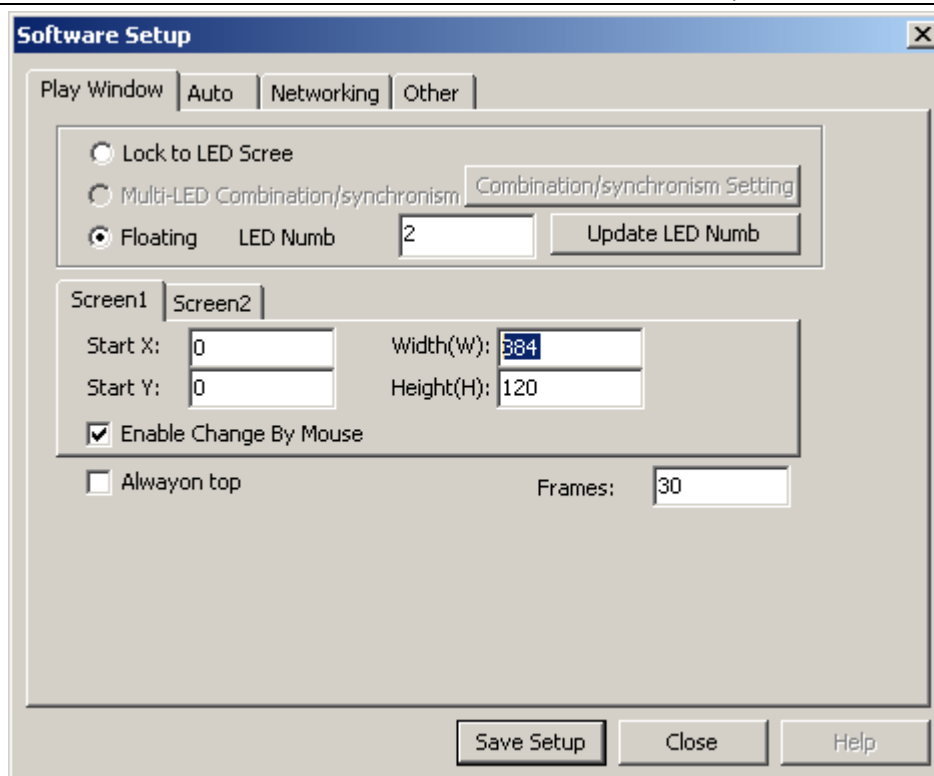 Software Setup
Play Window Auto Networking Other
Lock to LED Scree
Multi-LED Combination/synchronism Combination/synchronism Setting
Floating LED Numb 2 Update LED Numb
Screen1 Screen2
Start X: 0 Width(W): 384
Start Y: 0 Height(H): 120
Enable Change By Mouse
Alwayon top Frames: 30
Save Setup Close Help